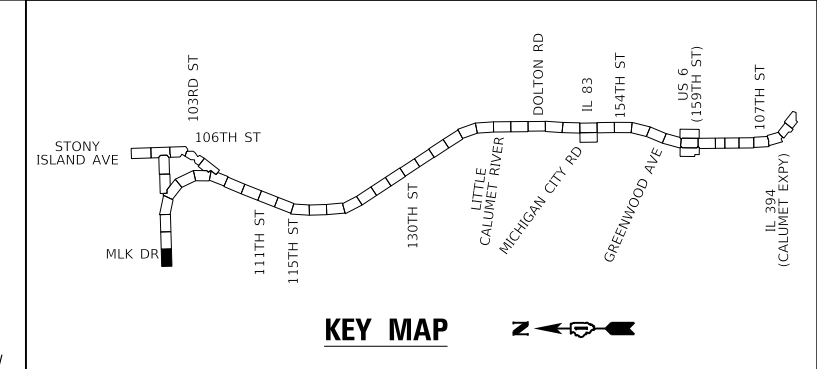 103RD ST
106TH ST
STONY
ISLAND AVE
MLK DR
111TH ST
115TH ST
130TH ST
LITTLE
CALUMET RIVER
DOLTON RD
MICHIGAN CITY RD
IL 83
154TH ST
GREENWOOD AVE
US 6
(159TH ST)
107TH ST
IL 394
(CALUMET EXPY)
KEY MAP
N